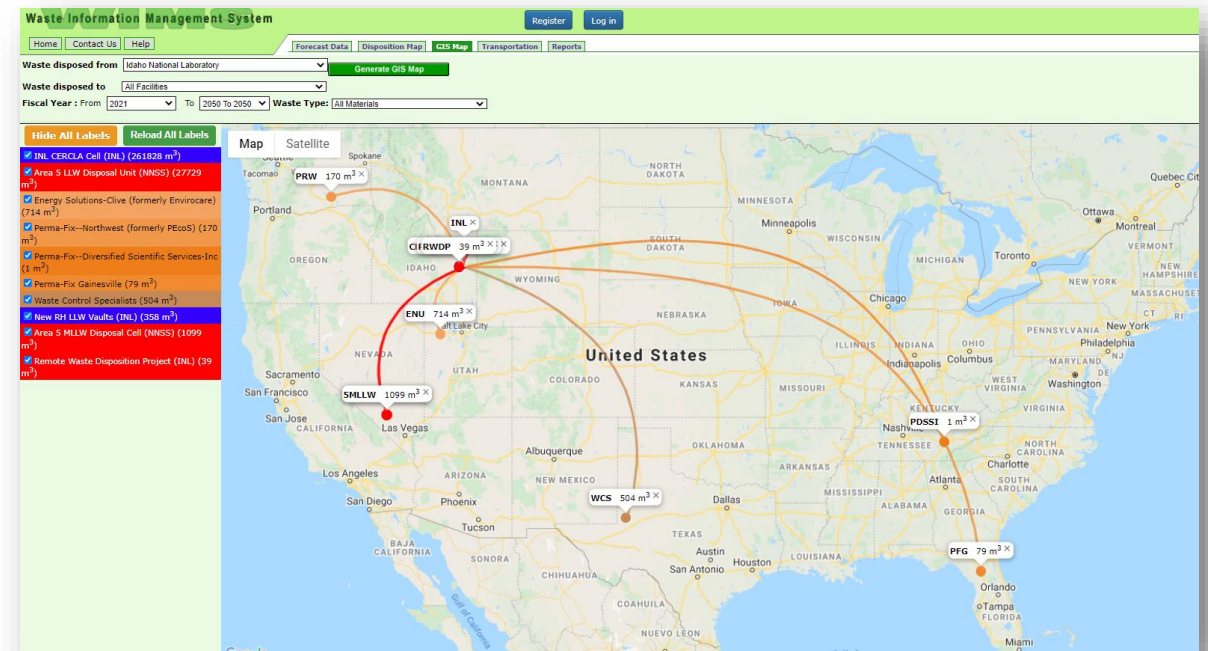 Waste Information Management System
WIMS
Register
Log in
Home
Contact Us
Help
Forecast Data
Disposition Map
GIS Map
Transportation
Reports
Waste disposed from
Idaho National Laboratory
Generate GIS Map
Waste disposed to
All Facilities
Fiscal Year : From 2021 To 2050 To 2050 Waste Type: All Materials
Hide All Labels
Reload All Labels
INL CERCLA Cell (INL) (261828 m³)
Area 5 LLW Disposal Unit (NNSS) (27729
m³)
Energy Solutions-Clive (formerly Envirocare)
(714 m³)
Perma-Fix--Northwest (formerly PEcoS) (170
m³)
Perma-Fix--Diversified Scientific Services-Inc
(1 m³)
Perma-Fix Gainesville (79 m³)
Waste Control Specialists (504 m³)
New RH LLW Vaults (INL) (358 m³)
Area 5 MLLW Disposal Cell (NNSS) (1099
m³)
Remote Waste Disposition Project (INL) (39
m³)
Map
Satellite
Spokane
Tacoma
PRW 170 m³ ×
MONTANA
NORTH
DAKOTA
Quebec Cit
Portland
MINNESOTA
Ottawa
Montreal
INL ×
Minneapolis
WISCONSIN
RWDP 39 m³ ×
SOUTH
DAKOTA
VERMONT
OREGON
IDAHO
MICHIGAN
Toronto
NEW
HAMPSHIRE
WYOMING
NEW YORK
MASSACHUSE
Chicago
IOWA
ENU 714 m³ ×
NEBRASKA
CT
RI
alt Lake City
PENNSYLVANIA
New York
ILLINOIS
INDIANA
OHIO
Philadelphia
NEVADA
United States
Indianapolis
Columbus
MARYLAND
NJ
UTAH
DE
Sacramento
COLORADO
KANSAS
MISSOURI
WEST
VIRGINIA
Washington
San Francisco
5MLLW 1099 m³ ×
KENTUCKY
VIRGINIA
San Jose
CALIFORNIA
Las Vegas
PDSSI 1 m³ ×
Nashv
TENNESSEE
Albuquerque
OKLAHOMA
NORTH
CAROLINA
Charlotte
Los Angeles
ARIZONA
NEW MEXICO
ARKANSAS
Atlanta
SOUTH
CAROLINA
San Diego
Phoenix
WCS 504 m³ ×
Dallas
MISSISSIPPI
ALABAMA
GEORGIA
Tucson
TEXAS
BAJA
CALIFORNIA
SONORA
Austin
LOUISIANA
PFG 79 m³ ×
Houston
San Antonio
CHIHUAHUA
Orlando
COAHUILA
Tampa
FLORIDA
Gulf of California
NUEVO LEON
Miami